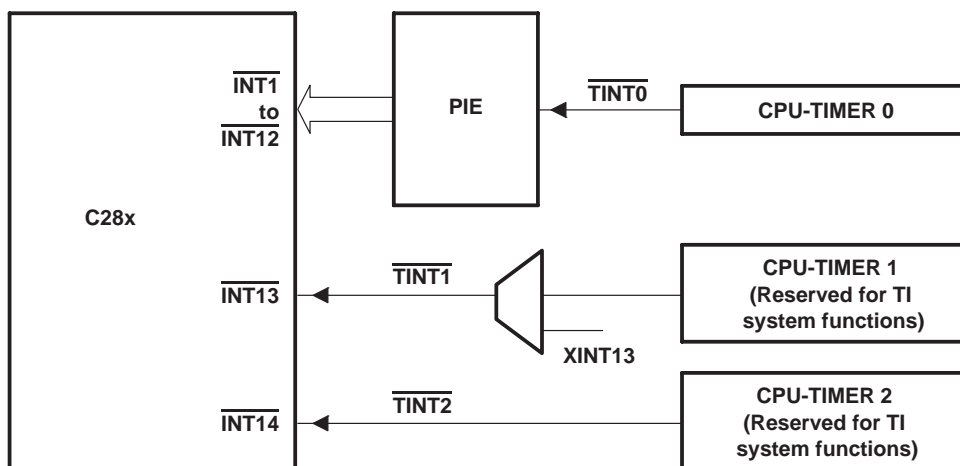 INT1
to
INT12
PIE
TINT0
CPU-TIMER 0
C28x
INT13
TINT1
CPU-TIMER 1
(Reserved for TI
system functions)
XINT13
INT14
TINT2
CPU-TIMER 2
(Reserved for TI
system functions)